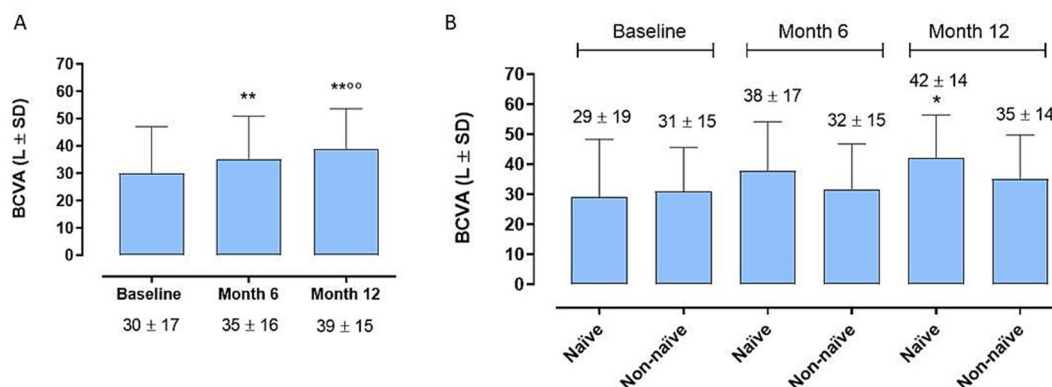 A
BCVA (L ± SD)
70
60
50
40
30
20
10
0
**
**°°
Baseline Month 6 Month 12
30 ± 17 35 ± 16 39 ± 15
B
Baseline Month 6 Month 12
BCVA (L ± SD)
70
60
50
40
30
20
10
0
29 ± 19 31 ± 15 38 ± 17 32 ± 15 42 ± 14 35 ± 14
*
Naïve Non-naïve Naïve Non-naïve Naïve Non-naïve